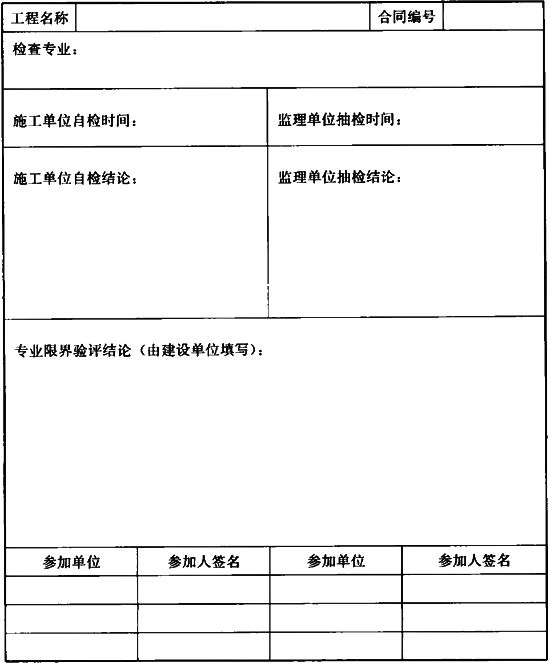 工程名称 合同编号
检查专业：
施工单位自检时间： 监理单位抽检时间：
施工单位自检结论： 监理单位抽检结论：
专业限界验评结论（由建设单位填写）：
参加单位 参加人签名 参加单位 参加人签名